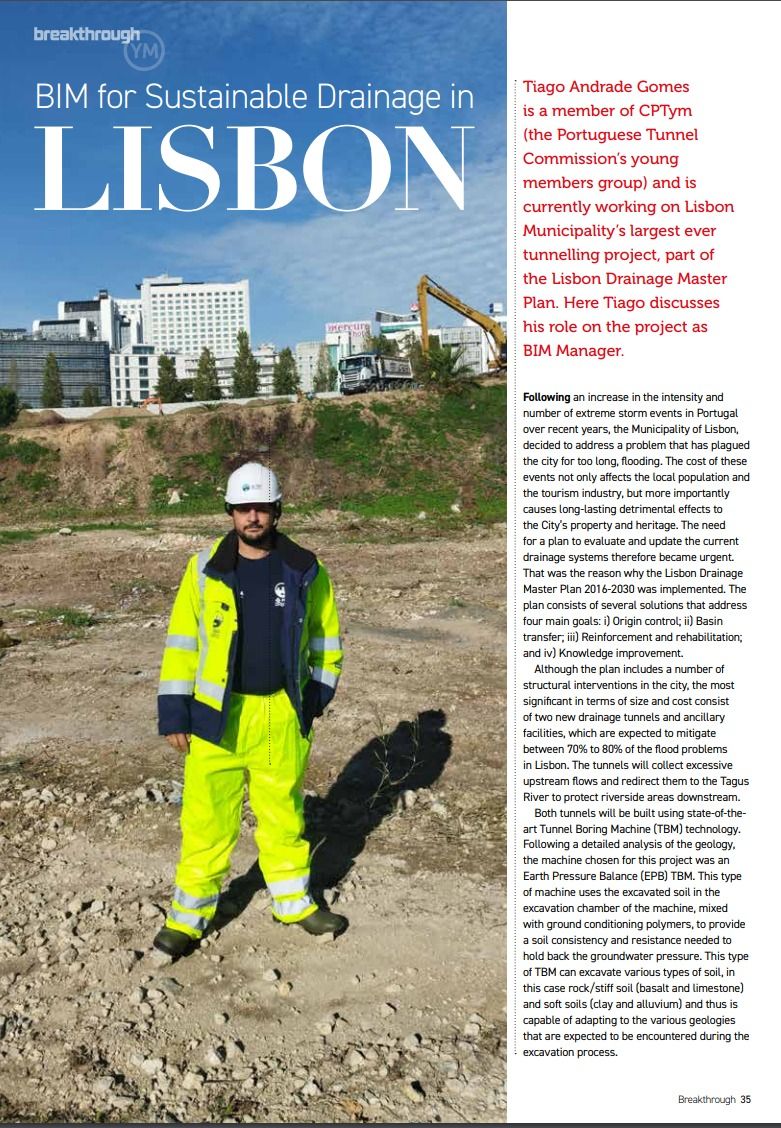 breakthrough
YM
BIM for Sustainable Drainage in
LISBON
mercure
Tiago Andrade Gomes
is a member of CPTym
(the Portuguese Tunnel
Commission's young
members group) and is
currently working on Lisbon
Municipality's largest ever
tunnelling project, part of
the Lisbon Drainage Master
Plan. Here Tiago discusses
his role on the project as
BIM Manager.
Following an increase in the intensity and
number of extreme storm events in Portugal
over recent years, the Municipality of Lisbon,
decided to address a problem that has plagued
the city for too long, flooding. The cost of these
events not only affects the local population and
the tourism industry, but more importantly
causes long-lasting detrimental effects to
the City's property and heritage. The need
for a plan to evaluate and update the current
drainage systems therefore became urgent.
That was the reason why the Lisbon Drainage
Master Plan 2016-2030 was implemented. The
plan consists of several solutions that address
four main goals: i) Origin control; ii) Basin
transfer; iii) Reinforcement and rehabilitation;
and iv) Knowledge improvement.
Although the plan includes a number of
structural interventions in the city, the most
significant in terms of size and cost consist
of two new drainage tunnels and ancillary
facilities, which are expected to mitigate
between 70% to 80% of the flood problems
in Lisbon. The tunnels will collect excessive
upstream flows and redirect them to the Tagus
River to protect riverside areas downstream.
Both tunnels will be built using state-of-the-
art Tunnel Boring Machine (TBM) technology.
Following a detailed analysis of the geology,
the machine chosen for this project was an
Earth Pressure Balance (EPB) TBM. This type
of machine uses the excavated soil in the
excavation chamber of the machine, mixed
with ground conditioning polymers, to provide
a soil consistency and resistance needed to
hold back the groundwater pressure. This type
of TBM can excavate various types of soil, in
this case rock/stiff soil (basalt and limestone)
and soft soils (clay and alluvium) and thus is
capable of adapting to the various geologies
that are expected to be encountered during the
excavation process.
Breakthrough 35